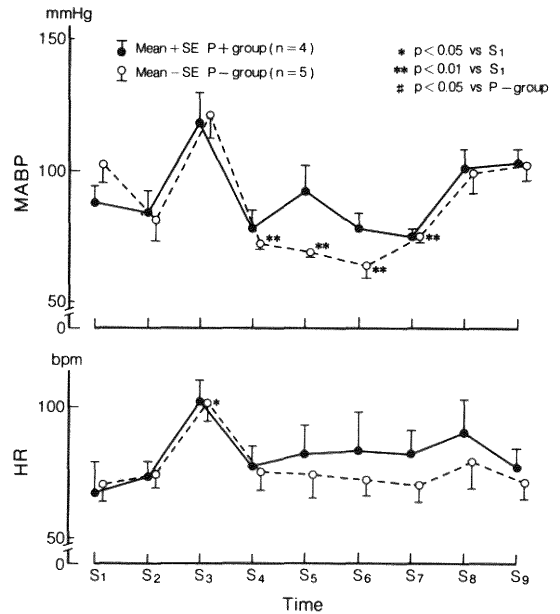 mmHg
150
Mean + SE P+ group (n = 4)
Mean − SE P− group (n = 5)
* p < 0.05 vs S1
** p < 0.01 vs S1
# p < 0.05 vs P − group
MABP
100
**
**
**
**
50
0
bpm
100
*
HR
50
0
S1 S2 S3 S4 S5 S6 S7 S8 S9
Time